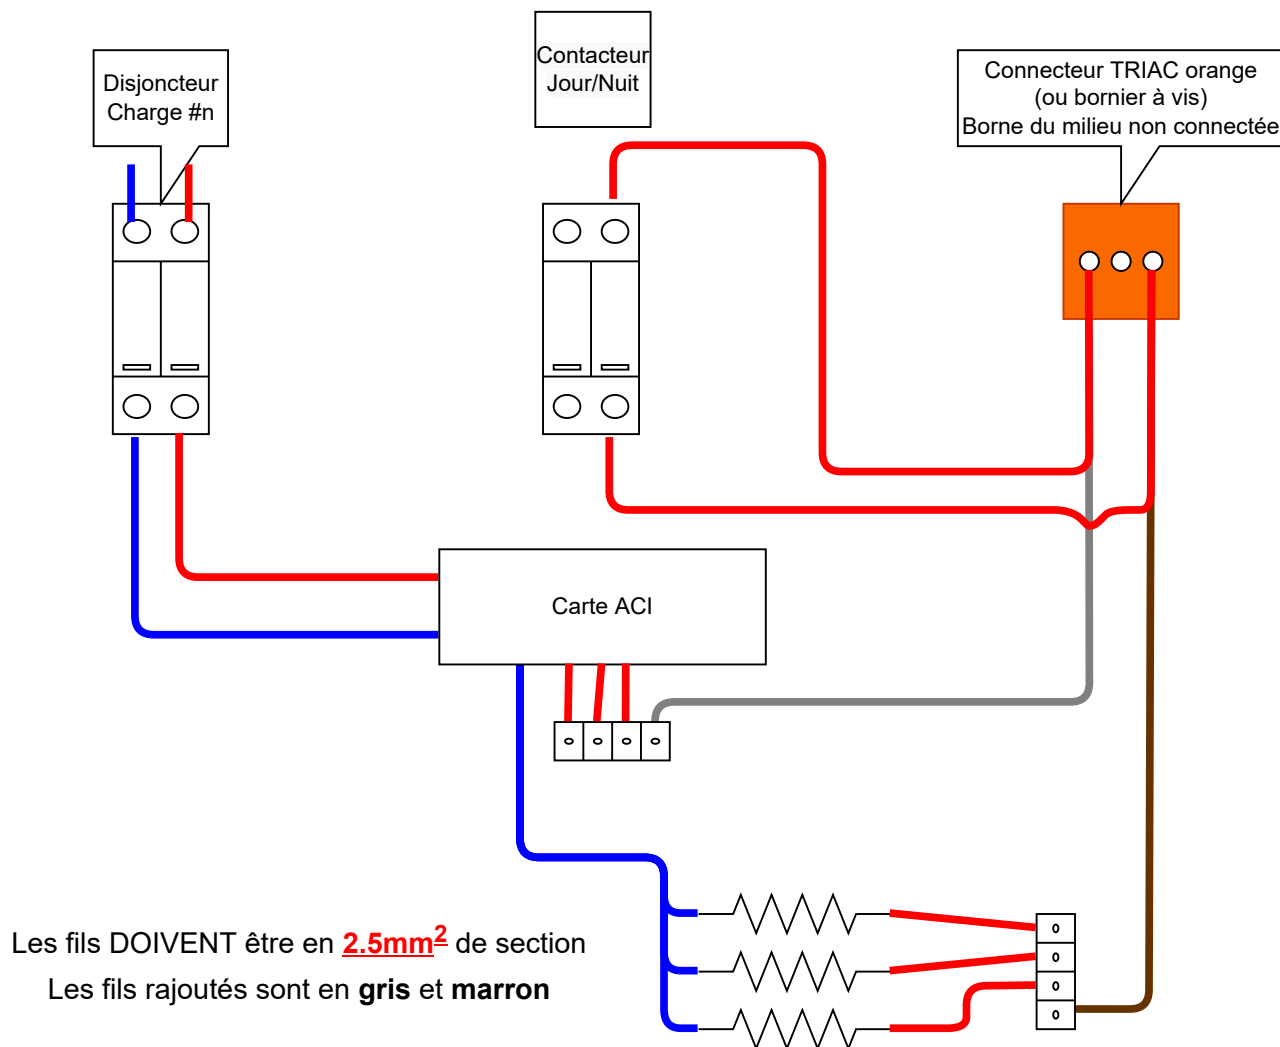 Disjoncteur
Charge #n
Contacteur
Jour/Nuit
Connecteur TRIAC orange
(ou bornier à vis)
Borne du milieu non connectée
Carte ACI
Les fils DOIVENT être en 2.5mm² de section
Les fils rajoutés sont en gris et marron